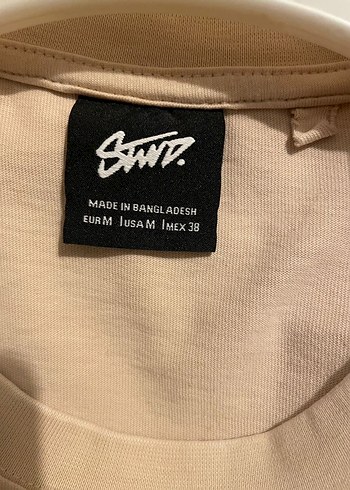 STWD.
MADE IN BANGLADESH
EUR M | USA M | MEX 38